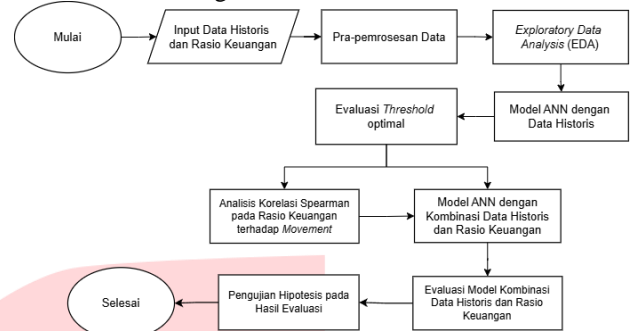 Mulai
Input Data Historis
dan Rasio Keuangan
Pra-pemrosesan Data
Exploratory Data
Analysis (EDA)
Model ANN dengan
Data Historis
Evaluasi Threshold
optimal
Analisis Korelasi Spearman
pada Rasio Keuangan
terhadap Movement
Model ANN dengan
Kombinasi Data Historis
dan Rasio Keuangan
Evaluasi Model Kombinasi
Data Historis dan Rasio
Keuangan
Pengujian Hipotesis pada
Hasil Evaluasi
Selesai